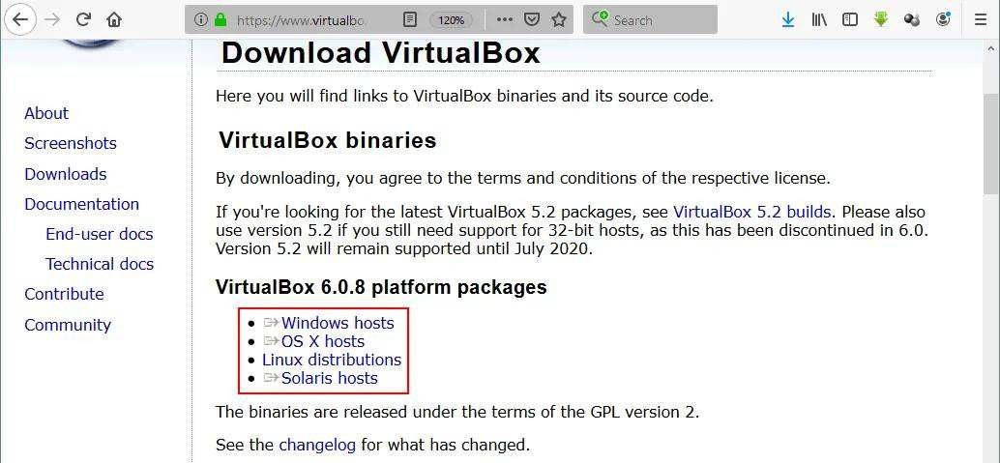 https://www.virtualbo
120%
Search
Download VirtualBox
Here you will find links to VirtualBox binaries and its source code.
About
Screenshots
Downloads
Documentation
End-user docs
Technical docs
Contribute
Community
VirtualBox binaries
By downloading, you agree to the terms and conditions of the respective license.
If you're looking for the latest VirtualBox 5.2 packages, see VirtualBox 5.2 builds. Please also
use version 5.2 if you still need support for 32-bit hosts, as this has been discontinued in 6.0.
Version 5.2 will remain supported until July 2020.
VirtualBox 6.0.8 platform packages
Windows hosts
OS X hosts
Linux distributions
Solaris hosts
The binaries are released under the terms of the GPL version 2.
See the changelog for what has changed.